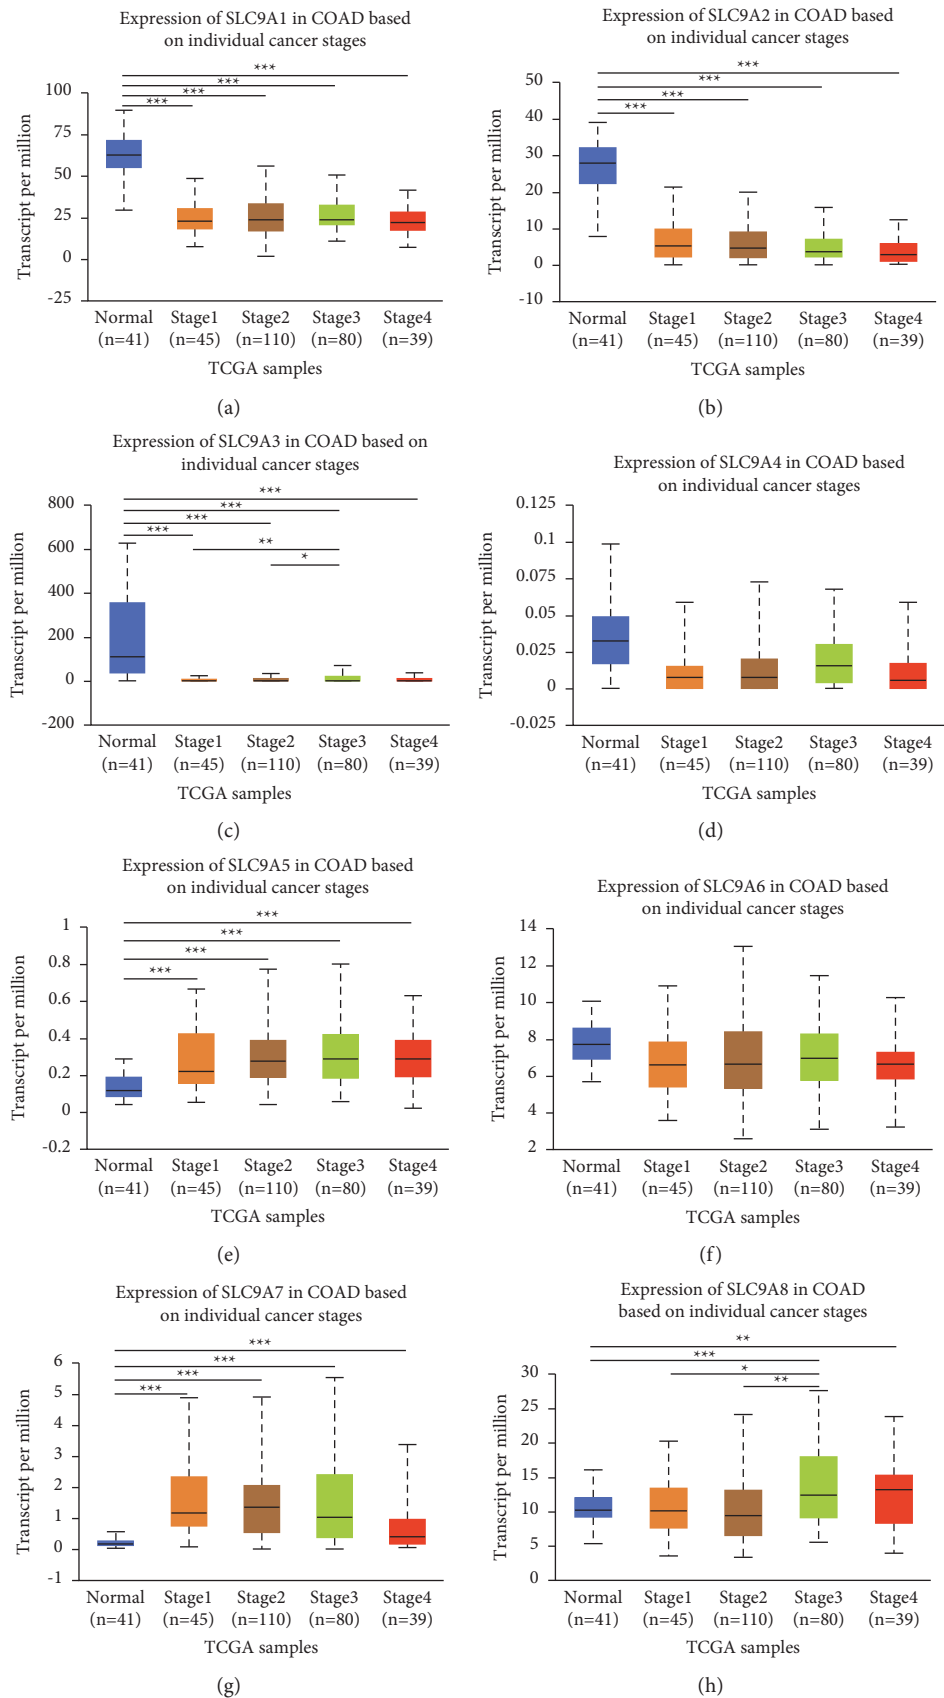 Expression of SLC9A1 in COAD based
on individual cancer stages
***
***
***
***
Transcript per million
100
75
50
25
0
-25
Normal Stage1 Stage2 Stage3 Stage4
(n=41) (n=45) (n=110) (n=80) (n=39)
TCGA samples
(a)
Expression of SLC9A2 in COAD based
on individual cancer stages
***
***
***
***
Transcript per million
50
40
30
20
10
0
-10
Normal Stage1 Stage2 Stage3 Stage4
(n=41) (n=45) (n=110) (n=80) (n=39)
TCGA samples
(b)
Expression of SLC9A3 in COAD based on
individual cancer stages
***
***
***
***
**
*
Transcript per million
800
600
400
200
0
-200
Normal Stage1 Stage2 Stage3 Stage4
(n=41) (n=45) (n=110) (n=80) (n=39)
TCGA samples
(c)
Expression of SLC9A4 in COAD based
on individual cancer stages
Transcript per million
0.125
0.1
0.075
0.05
0.025
0
-0.025
Normal Stage1 Stage2 Stage3 Stage4
(n=41) (n=45) (n=110) (n=80) (n=39)
TCGA samples
(d)
Expression of SLC9A5 in COAD based
on individual cancer stages
***
***
***
***
Transcript per million
1
0.8
0.6
0.4
0.2
0
-0.2
Normal Stage1 Stage2 Stage3 Stage4
(n=41) (n=45) (n=110) (n=80) (n=39)
TCGA samples
(e)
Expression of SLC9A6 in COAD based
on individual cancer stages
Transcript per million
14
12
10
8
6
4
2
Normal Stage1 Stage2 Stage3 Stage4
(n=41) (n=45) (n=110) (n=80) (n=39)
TCGA samples
(f)
Expression of SLC9A7 in COAD based
on individual cancer stages
***
***
***
***
Transcript per million
6
5
4
3
2
1
0
-1
Normal Stage1 Stage2 Stage3 Stage4
(n=41) (n=45) (n=110) (n=80) (n=39)
TCGA samples
(g)
Expression of SLC9A8 in COAD
based on individual cancer stages
**
***
*
**
Transcript per million
30
25
20
15
10
5
0
Normal Stage1 Stage2 Stage3 Stage4
(n=41) (n=45) (n=110) (n=80) (n=39)
TCGA samples
(h)